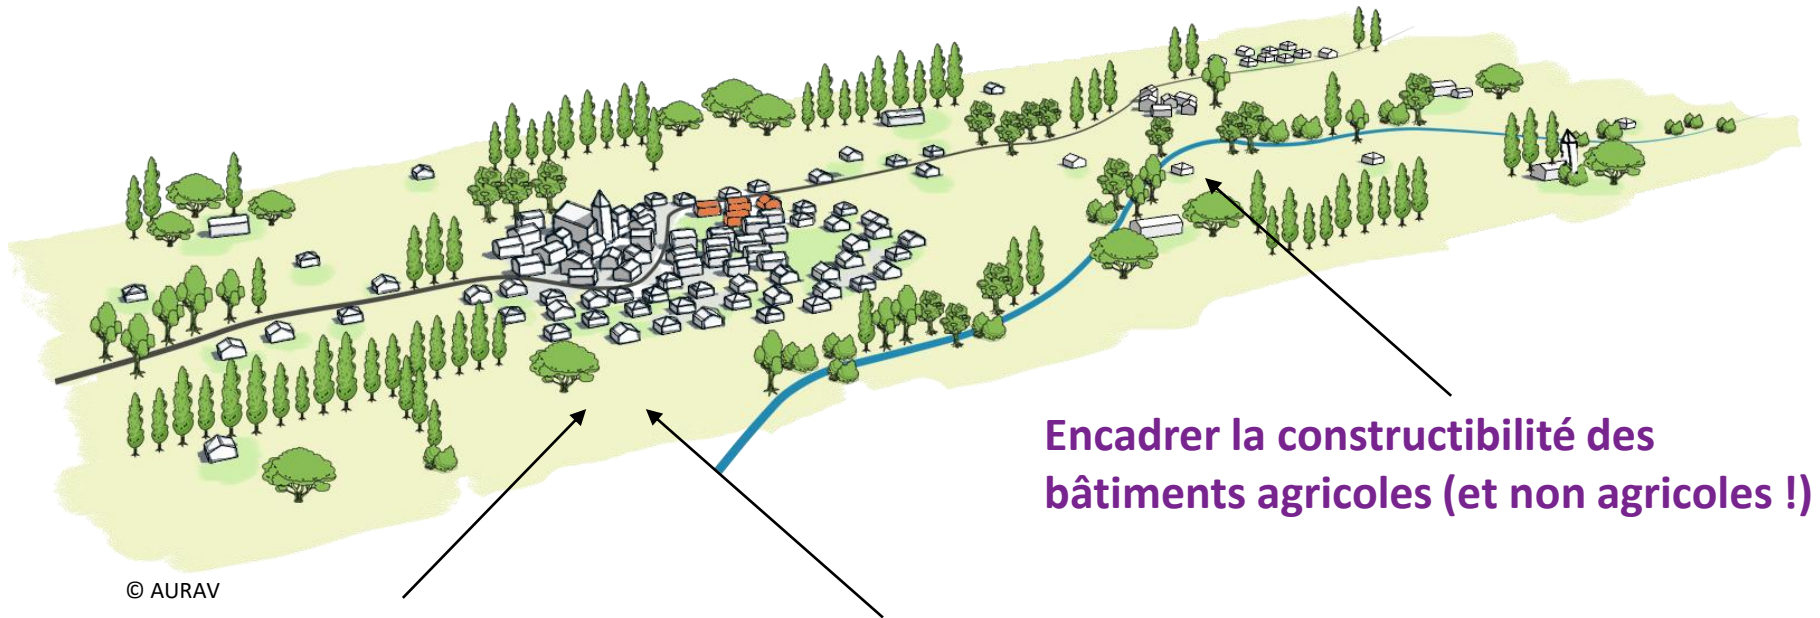 Encadrer la constructibilité des
bâtiments agricoles (et non agricoles !)
© AURAV